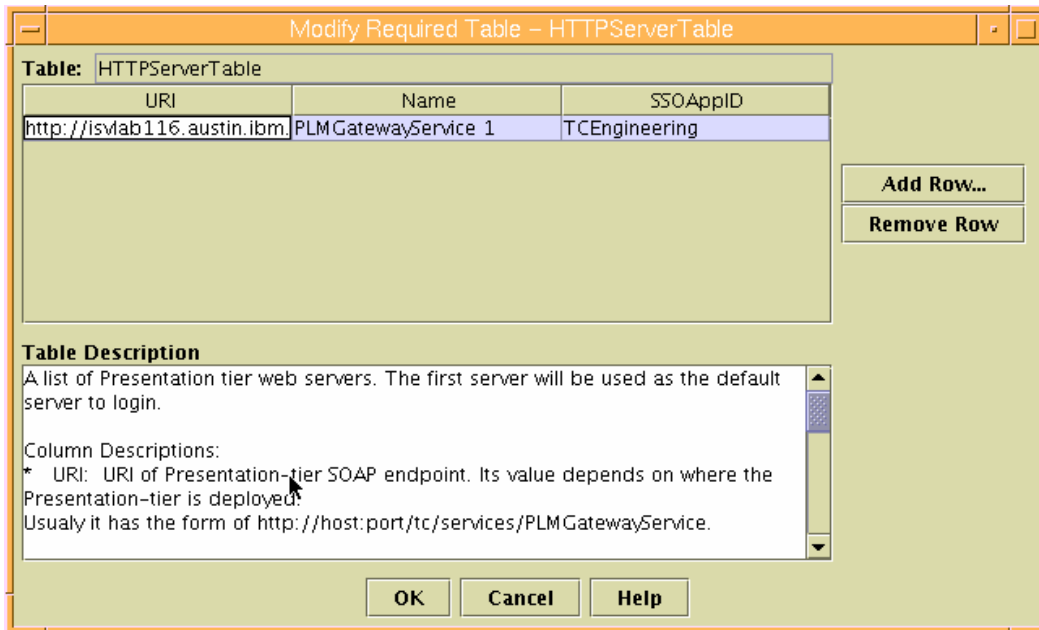 Modify Required Table – HTTPServerTable
Table: HTTPServerTable
URI Name SSOAppID
http://isvlab116.austin.ibm. PLMGatewayService 1 TCEngineering
Add Row...
Remove Row
Table Description
A list of Presentation tier web servers. The first server will be used as the default
server to login.
Column Descriptions:
* URI: URI of Presentation-tier SOAP endpoint. Its value depends on where the
Presentation-tier is deployed.
Usualy it has the form of http://host:port/tc/services/PLMGatewayService.
OK Cancel Help